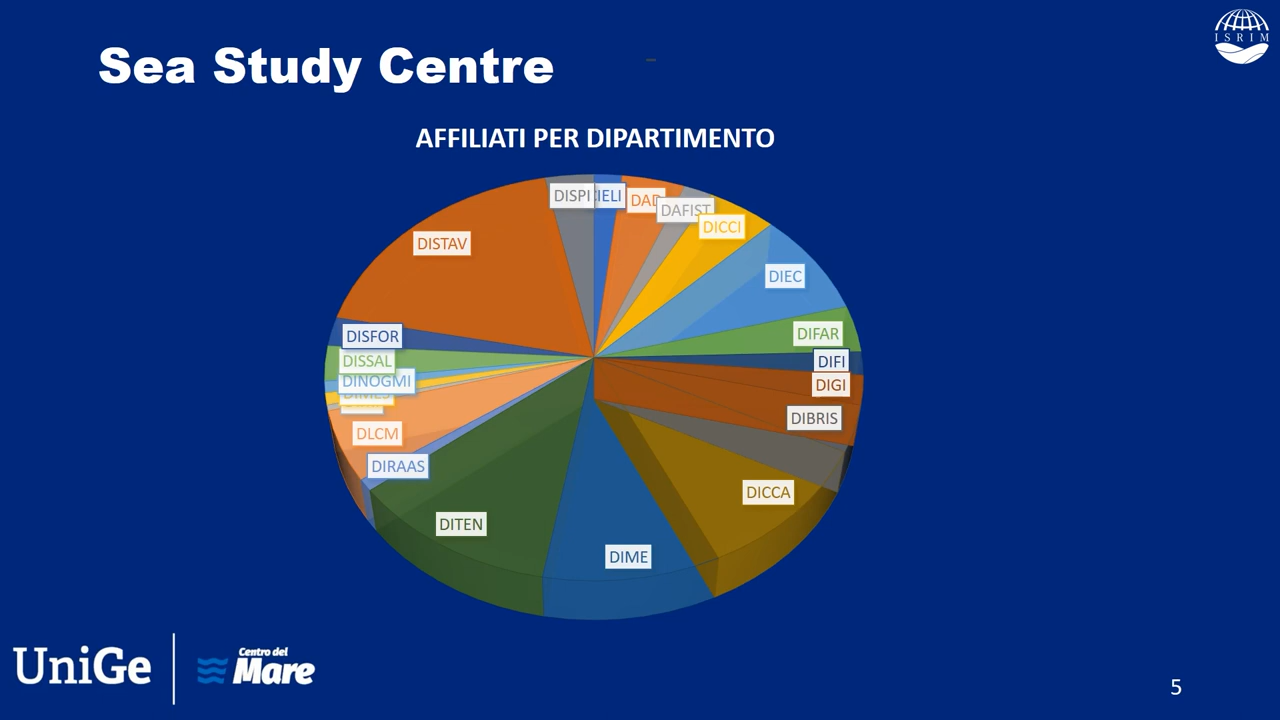 Sea Study Centre
ISRIM
AFFILIATI PER DIPARTIMENTO
DISPI
DAD
DAFIST
DICCI
DISTAV
DIEC
DIFAR
DISFOR
DISSAL
DIFI
DINOGMI
DIGI
DIBRIS
DLCM
DIRAAS
DICCA
DITEN
DIME
UniGe
Centro del
Mare
5